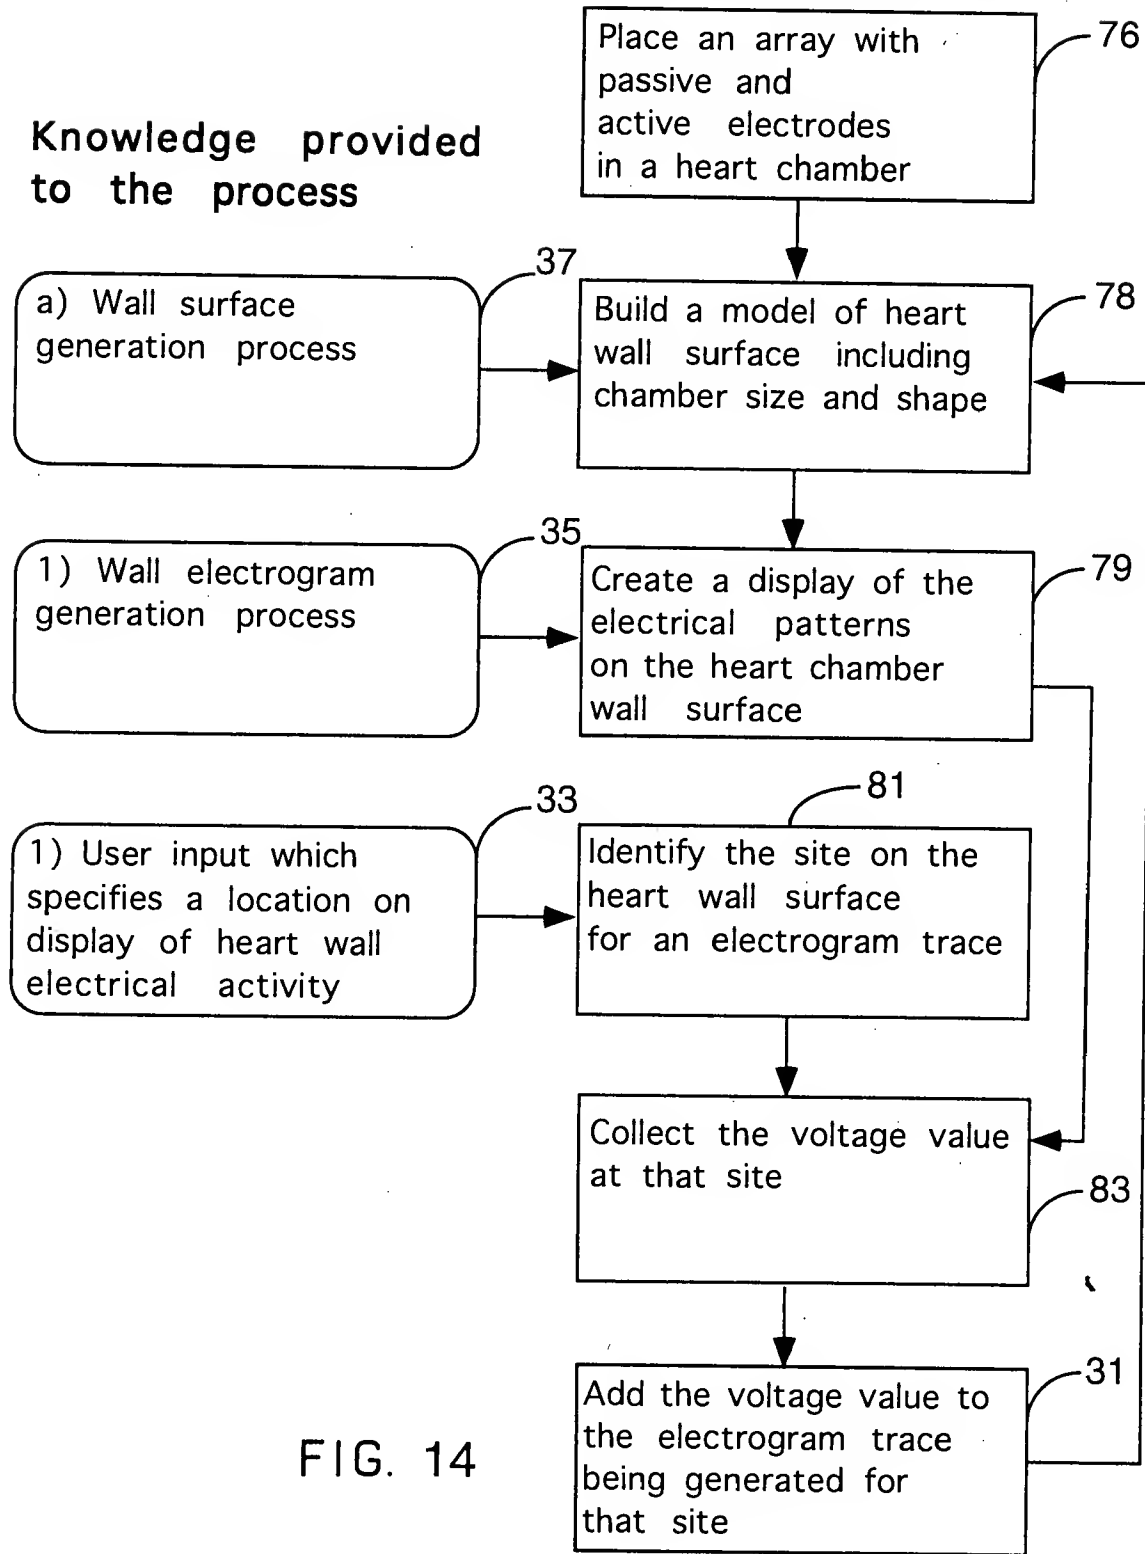 Place an array with
passive and
active electrodes
in a heart chamber
76
Knowledge provided
to the process
a) Wall surface
generation process
37
Build a model of heart
wall surface including
chamber size and shape
78
1) Wall electrogram
generation process
35
Create a display of the
electrical patterns
on the heart chamber
wall surface
79
1) User input which
specifies a location on
display of heart wall
electrical activity
33
81
Identify the site on the
heart wall surface
for an electrogram trace
Collect the voltage value
at that site
83
Add the voltage value to
the electrogram trace
being generated for
that site
31
FIG. 14